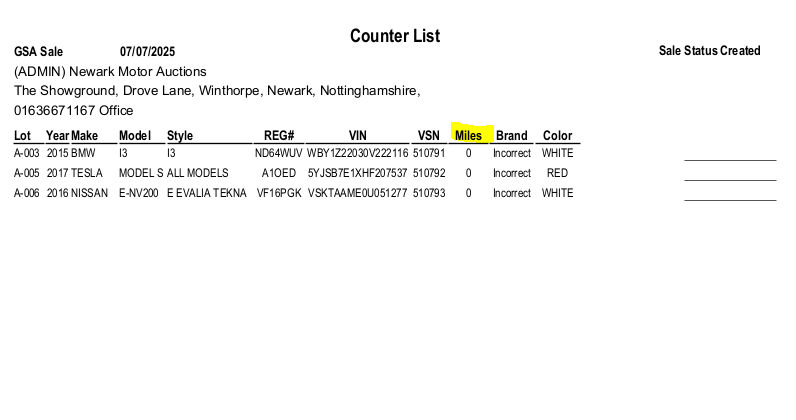 Counter List
GSA Sale 07/07/2025 Sale Status Created
(ADMIN) Newark Motor Auctions
The Showground, Drove Lane, Winthorpe, Newark, Nottinghamshire,
01636671167 Office
Lot Year Make Model Style REG# VIN VSN Miles Brand Color
A-003 2015 BMW I3 I3 ND64WUV WBY1Z22030V222116 510791 0 Incorrect WHITE
A-005 2017 TESLA MODEL S ALL MODELS A1OED 5YJSB7E1XHF207537 510792 0 Incorrect RED
A-006 2016 NISSAN E-NV200 E EVALIA TEKNA VF16PGK VSKTAAME0U051277 510793 0 Incorrect WHITE